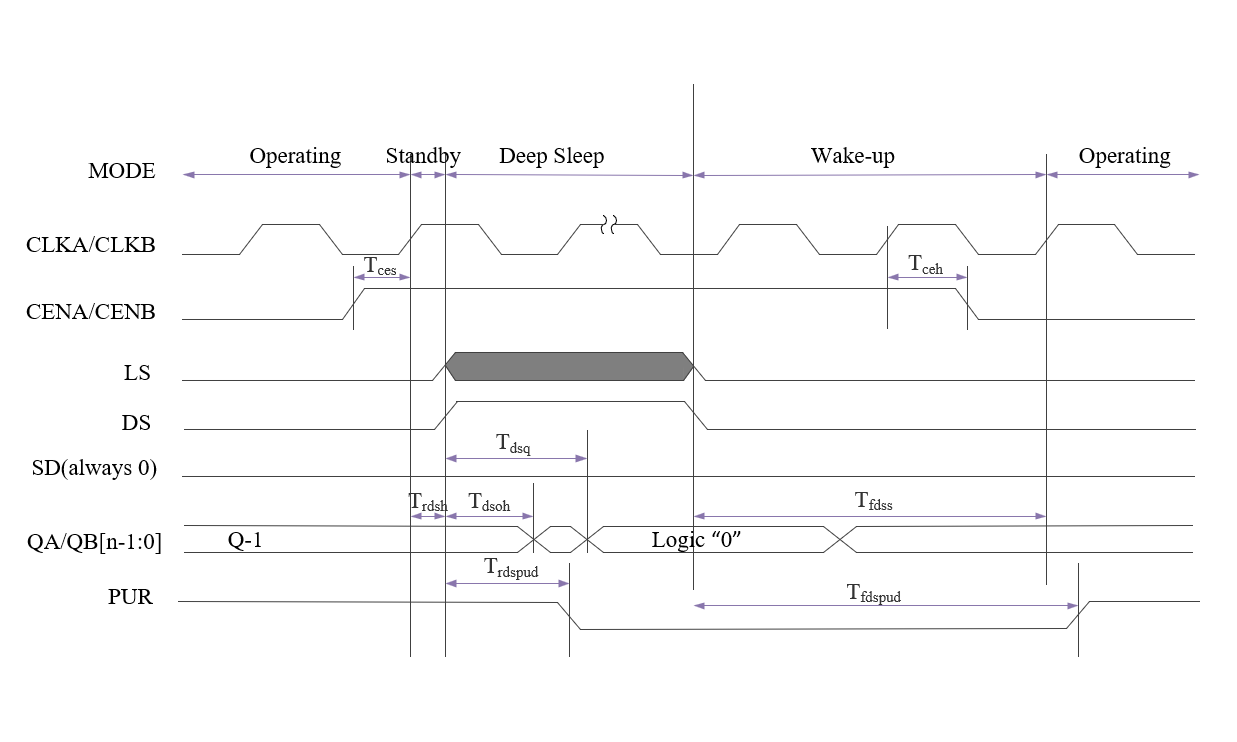 MODE Operating Standby Deep Sleep Wake-up Operating
CLKA/CLKB
Tces Tceh
CENA/CENB
LS
DS
Tdsq
SD(always 0)
Trdsh Tdsoh Tfdss
QA/QB[n-1:0] Q-1 Logic “0”
Trdspud Tfdspud
PUR